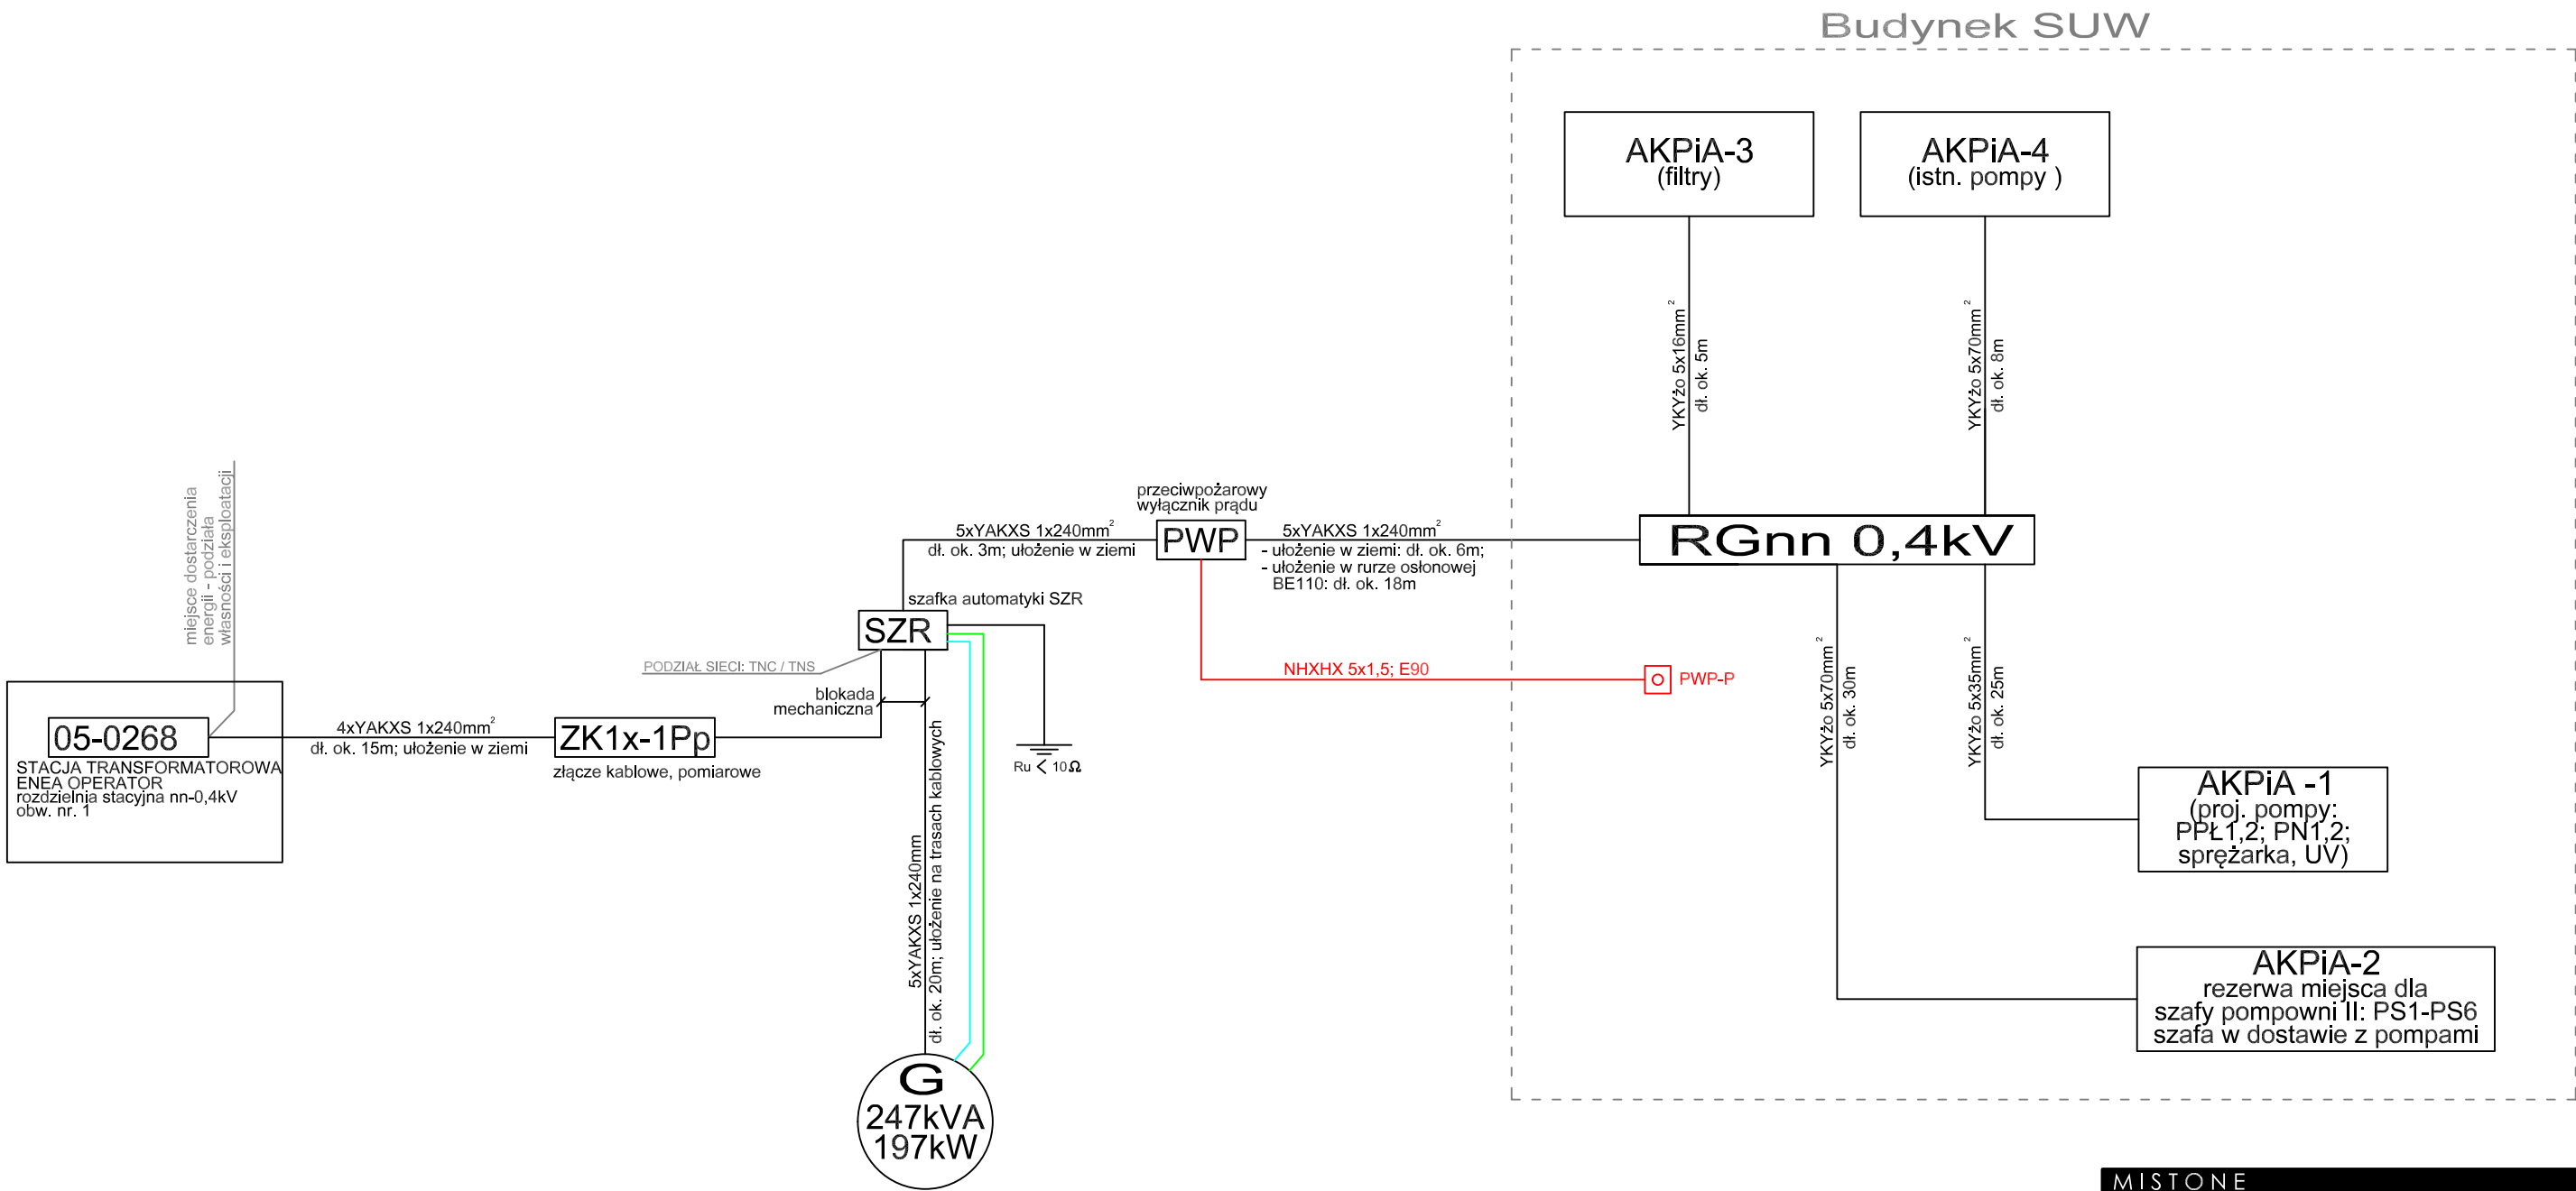 Budynek SUW
AKPiA-3
(filtry)
AKPiA-4
(istn. pompy )
YKYżo 5x16mm²
dł. ok. 5m
YKYżo 5x70mm²
dł. ok. 8m
miejsce dostarczenia
energii - podziała
własności i eksploatacji
przeciwpożarowy
wyłącznik prądu
5xYAKXS 1x240mm²
dł. ok. 3m; ułożenie w ziemi
PWP
5xYAKXS 1x240mm²
- ułożenie w ziemi: dł. ok. 6m;
- ułożenie w rurze osłonowej
BE110: dł. ok. 18m
RGnn 0,4kV
szafka automatyki SZR
SZR
PODZIAŁ SIECI: TNC / TNS
blokada
mechaniczna
NHXHX 5x1,5; E90
PWP-P
YKYżo 5x70mm²
dł. ok. 30m
YKYżo 5x35mm²
dł. ok. 25m
05-0268
STACJA TRANSFORMATOROWA
ENEA OPERATOR
rozdzielnia stacyjna nn-0,4kV
obw. nr. 1
4xYAKXS 1x240mm²
dł. ok. 15m; ułożenie w ziemi
ZK1x-1Pp
złącze kablowe, pomiarowe
Ru < 10Ω
5xYAKXS 1x240mm
dł. ok. 20m; ułożenie na trasach kablowych
AKPiA -1
(proj. pompy:
PPŁ1,2; PN1,2;
sprężarka, UV)
AKPiA-2
rezerwa miejsca dla
szafy pompowni II: PS1-PS6
szafa w dostawie z pompami
G
247kVA
197kW
MISTONE